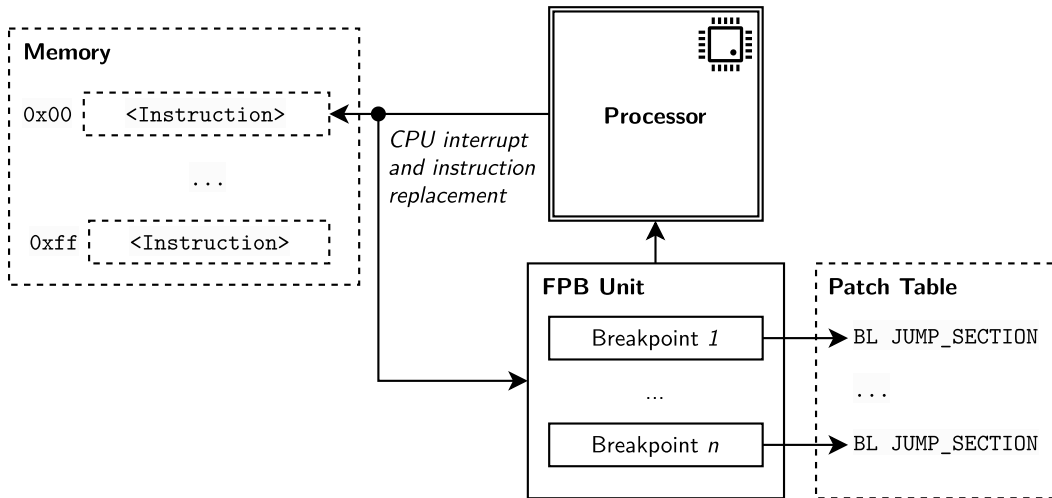 Memory
0x00
<Instruction>
...
0xff
<Instruction>
CPU interrupt
and instruction
replacement
Processor
FPB Unit
Breakpoint 1
...
Breakpoint n
Patch Table
BL JUMP_SECTION
...
BL JUMP_SECTION